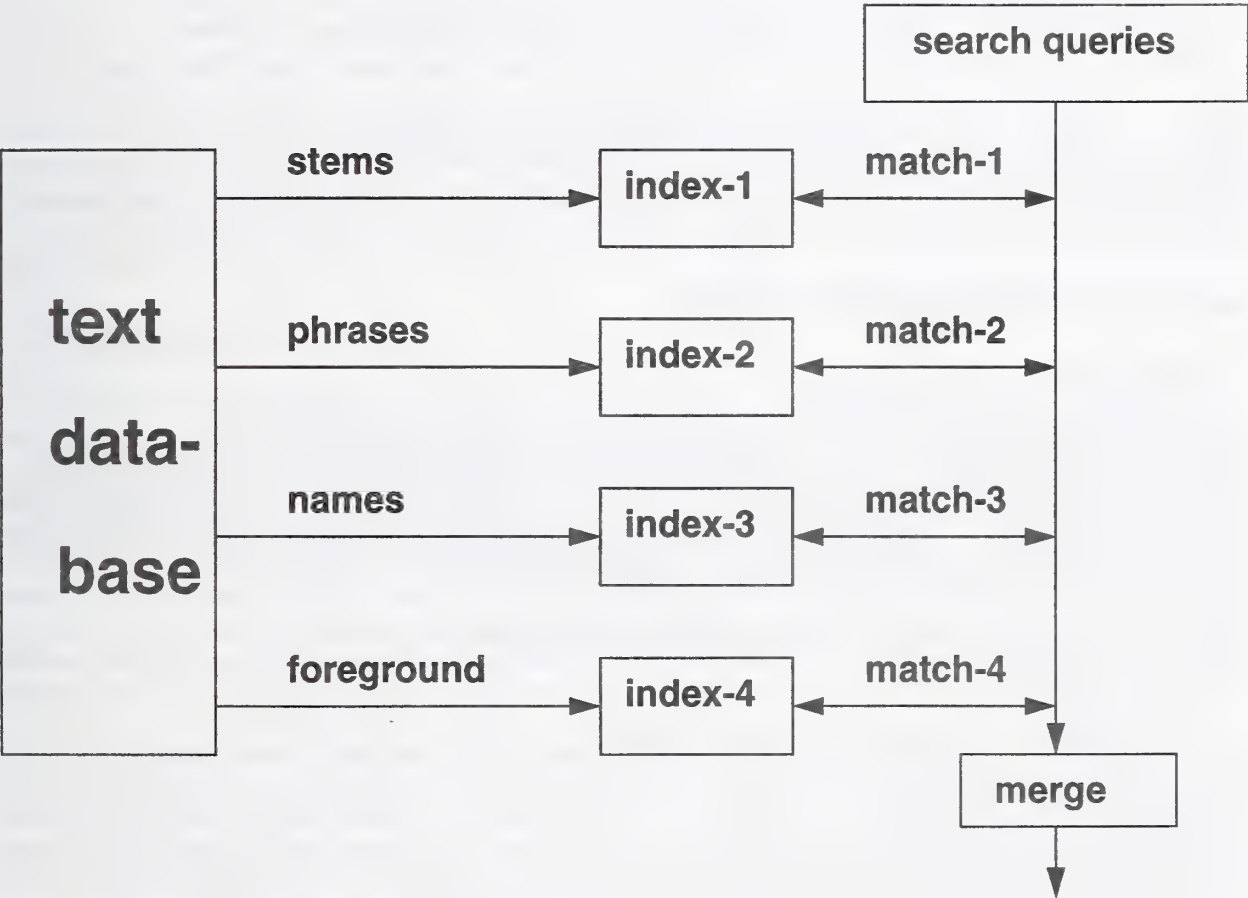 search queries
stems
index-1
match-1
text
data-
base
phrases
index-2
match-2
names
index-3
match-3
foreground
index-4
match-4
merge